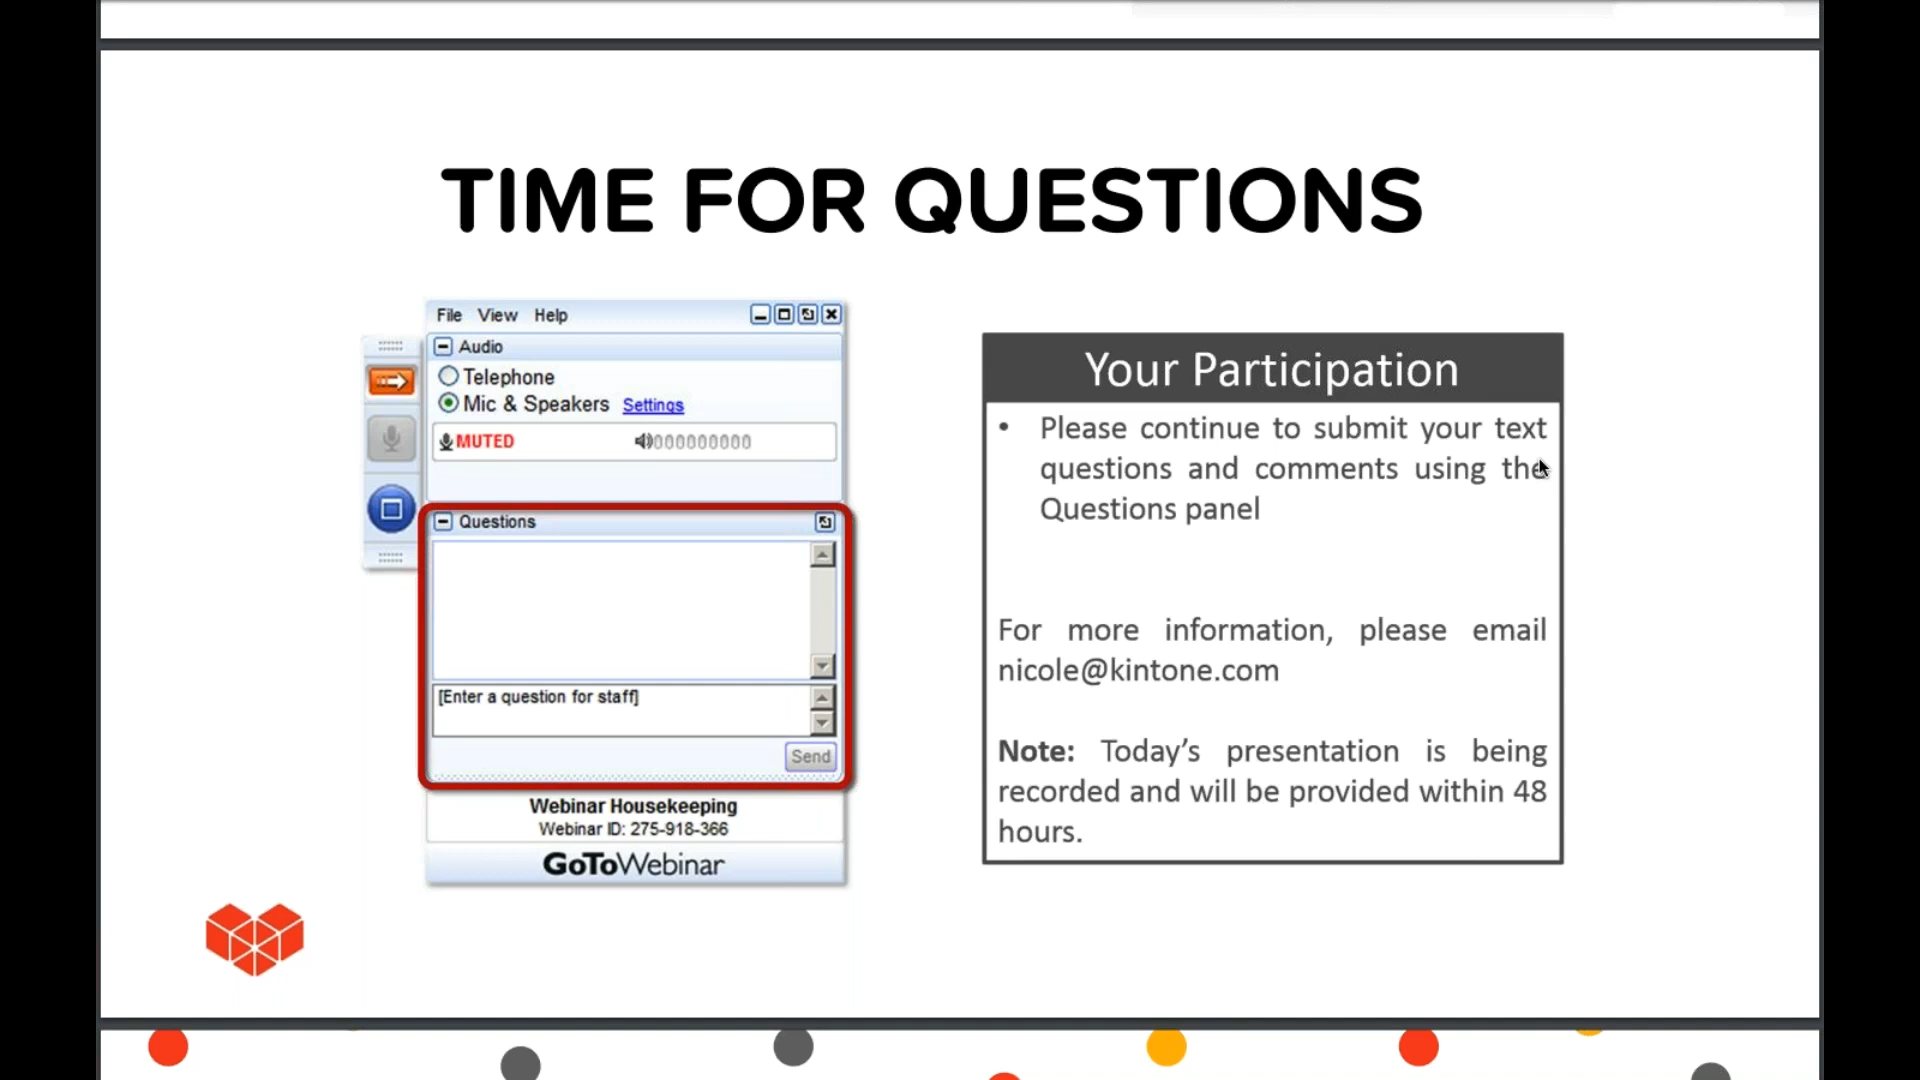 TIME FOR QUESTIONS
File View Help
Audio
Telephone
Mic & Speakers Settings
MUTED
Questions
[Enter a question for staff]
Send
Webinar Housekeeping
Webinar ID: 275-918-366
GoToWebinar
Your Participation
• Please continue to submit your text
questions and comments using the
Questions panel
For more information, please email
nicole@kintone.com
Note: Today's presentation is being
recorded and will be provided within 48
hours.